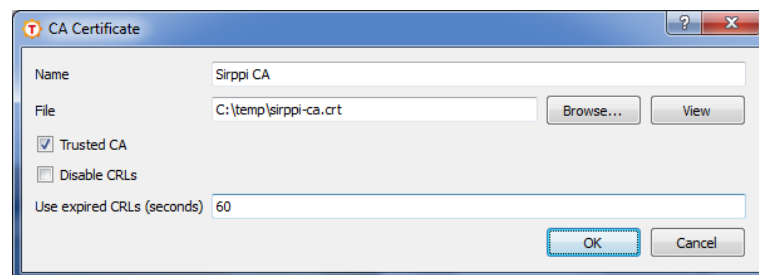 CA Certificate
Name Sirppi CA
File C:\temp\sirppi-ca.crt Browse... View
Trusted CA
Disable CRLs
Use expired CRLs (seconds) 60
OK Cancel